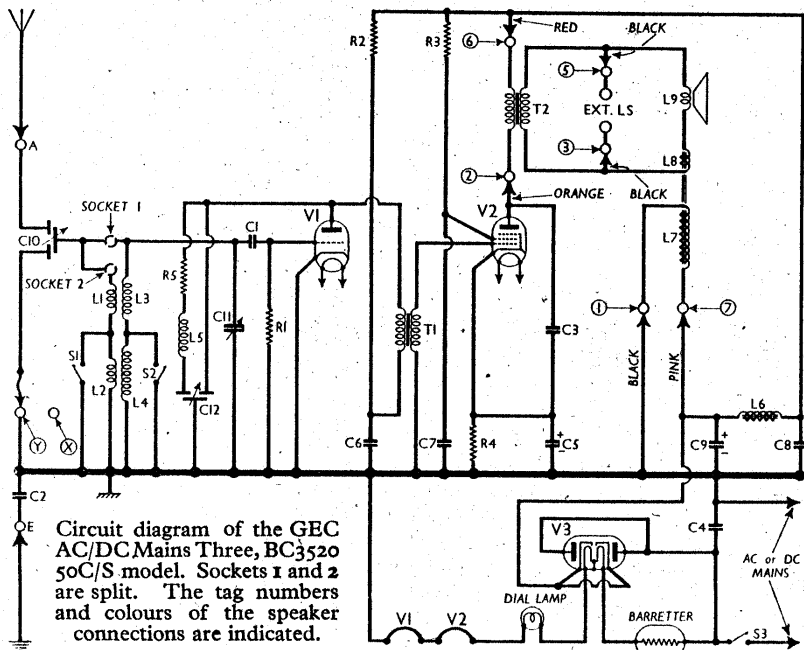 R2
R3
RED
BLACK
6
5
L9
T2
EXT. LS
A
3
L8
2
ORANGE
BLACK
SOCKET 1
V1
V2
C10
C1
L7
SOCKET 2
R5
L1
L3
C11
R1
T1
C3
1
7
L5
S1
S2
BLACK
PINK
L2
L4
C12
L6
Y
X
C6
C7
R4
C5
C9
C8
+
-
+
-
C2
V3
C4
E
AC or DC
MAINS
Circuit diagram of the GEC
AC/DC Mains Three, BC3520
50C/S model. Sockets 1 and 2
are split. The tag numbers
and colours of the speaker
connections are indicated.
DIAL LAMP
V1
V2
BARRETTER
S3